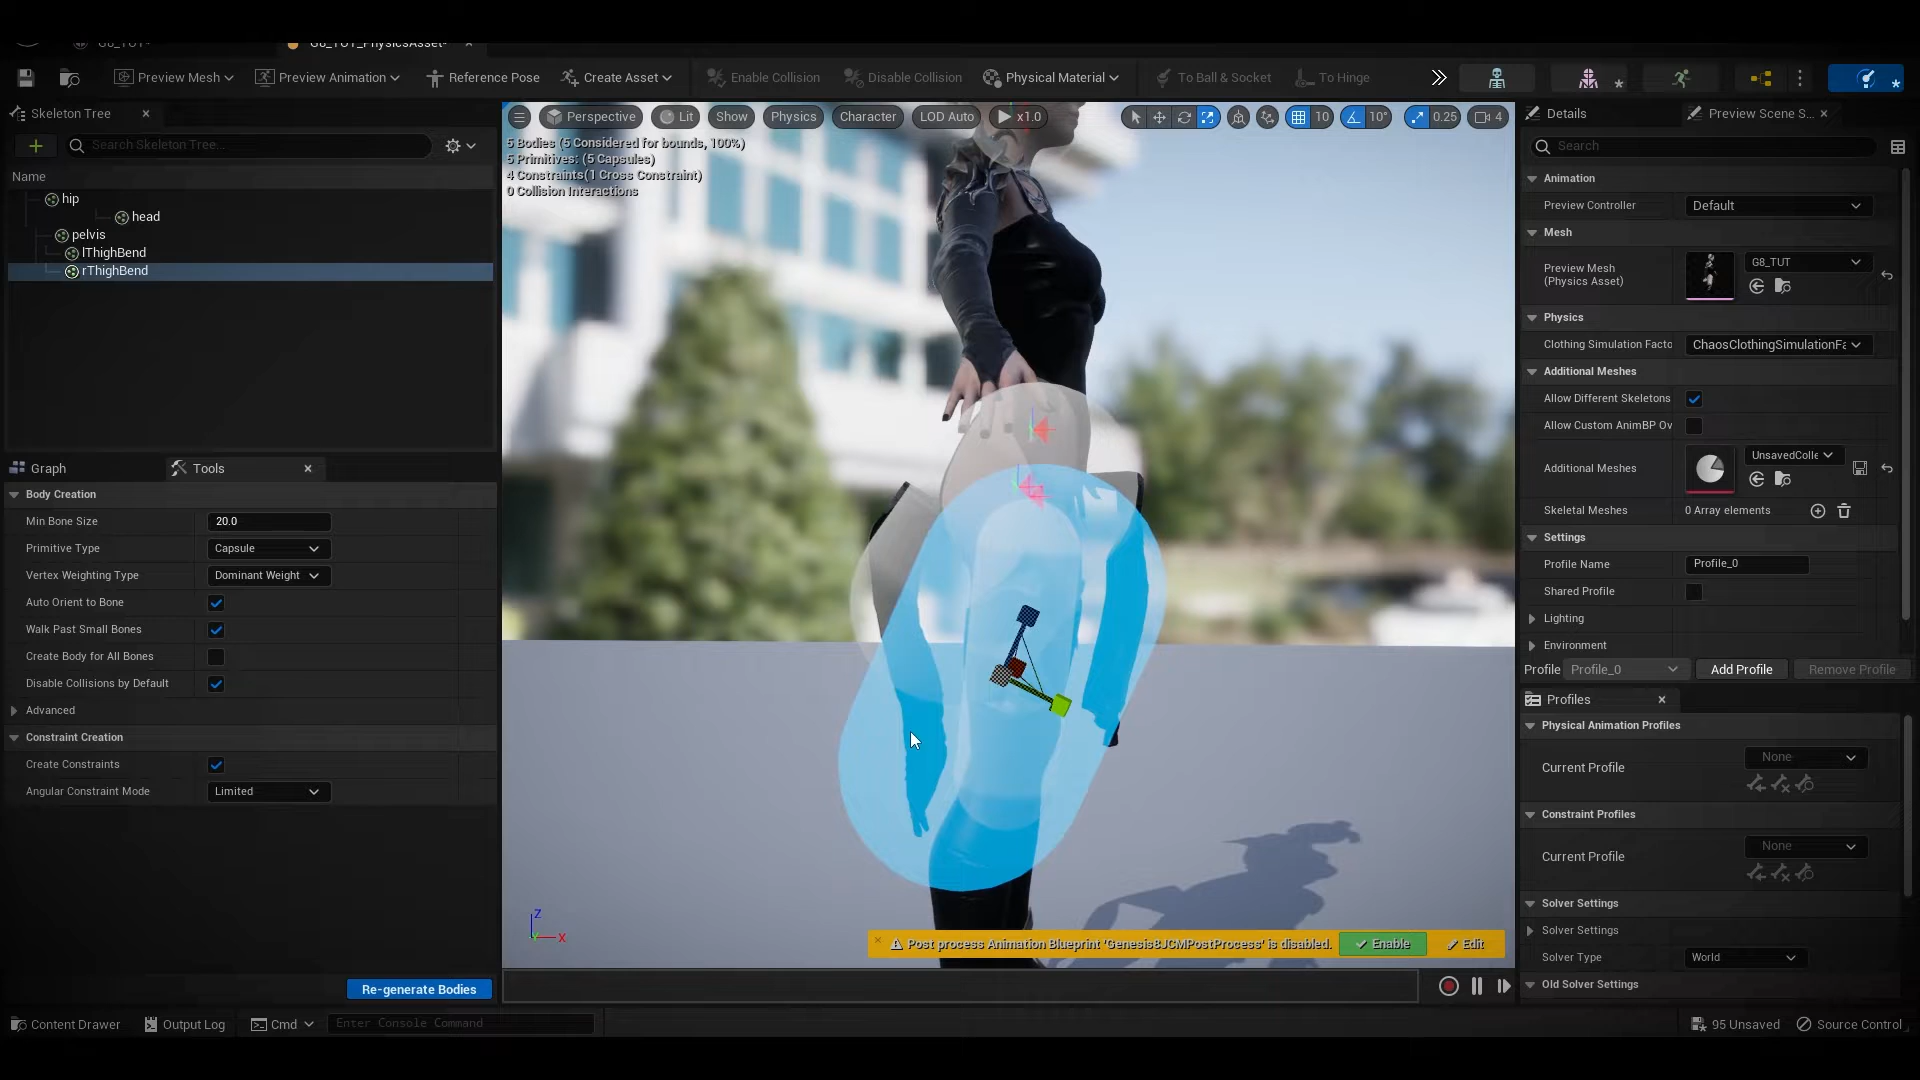 G8_TUT*
G8_TUT_PhysicsAsset*
Preview Mesh
Preview Animation
Reference Pose
Create Asset
Enable Collision
Disable Collision
Physical Material
To Ball & Socket
To Hinge
Skeleton Tree
Search Skeleton Tree...
Name
hip
head
pelvis
lThighBend
rThighBend
Graph
Tools
Body Creation
Min Bone Size 20.0
Primitive Type Capsule
Vertex Weighting Type Dominant Weight
Auto Orient to Bone
Walk Past Small Bones
Create Body for All Bones
Disable Collisions by Default
Advanced
Constraint Creation
Create Constraints
Angular Constraint Mode Limited
Re-generate Bodies
Perspective
Lit
Show
Physics
Character
LOD Auto
x1.0
10
10°
0.25
4
5 Bodies (5 Considered for bounds, 100%)
5 Primitives: (5 Capsules)
4 Constraints(1 Cross Constraint)
0 Collision Interactions
Z
X
Post process Animation Blueprint 'Genesis8JCMPostProcess' is disabled.
Enable
Edit
Details
Preview Scene S...
Search
Animation
Preview Controller Default
Mesh
Preview Mesh
(Physics Asset)
G8_TUT
Physics
Clothing Simulation Facto ChaosClothingSimulationFa
Additional Meshes
Allow Different Skeletons
Allow Custom AnimBP Ov
Additional Meshes UnsavedColle
Skeletal Meshes 0 Array elements
Settings
Profile Name Profile_0
Shared Profile
Lighting
Environment
Profile Profile_0 Add Profile Remove Profile
Profiles
Physical Animation Profiles
Current Profile None
Constraint Profiles
Current Profile None
Solver Settings
Solver Settings
Solver Type World
Old Solver Settings
Content Drawer
Output Log
Cmd
Enter Console Command
95 Unsaved
Source Control